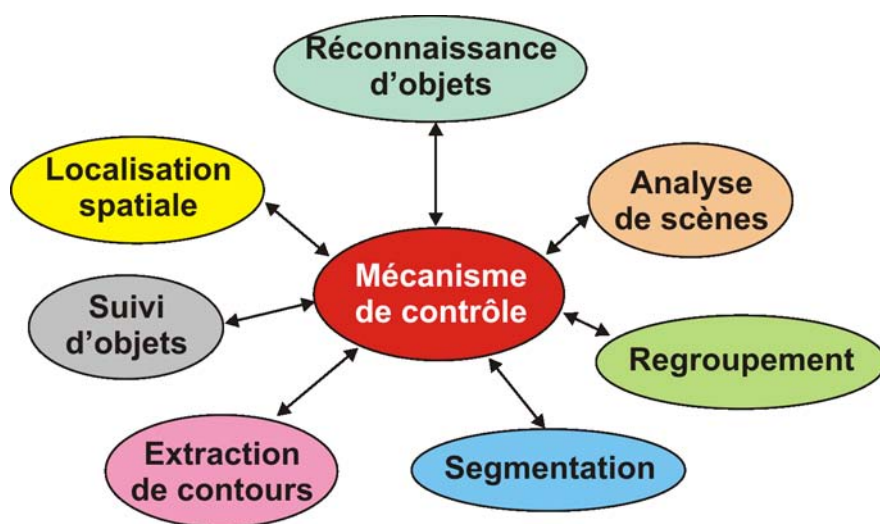 Réconnaissance
d'objets
Localisation
spatiale
Analyse
de scènes
Mécanisme
de contrôle
Suivi
d'objets
Regroupement
Extraction
de contours
Segmentation